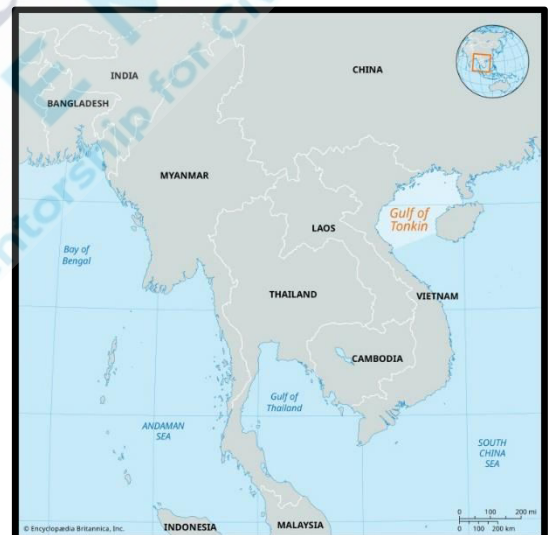 INDIA
CHINA
BANGLADESH
MYANMAR
Gulf of
Tonkin
LAOS
Bay of
Bengal
THAILAND
VIETNAM
CAMBODIA
Gulf of
Thailand
ANDAMAN
SEA
SOUTH
CHINA
SEA
0 100 200 mi
0 100 200 km
© Encyclopædia Britannica, Inc.
INDONESIA
MALAYSIA